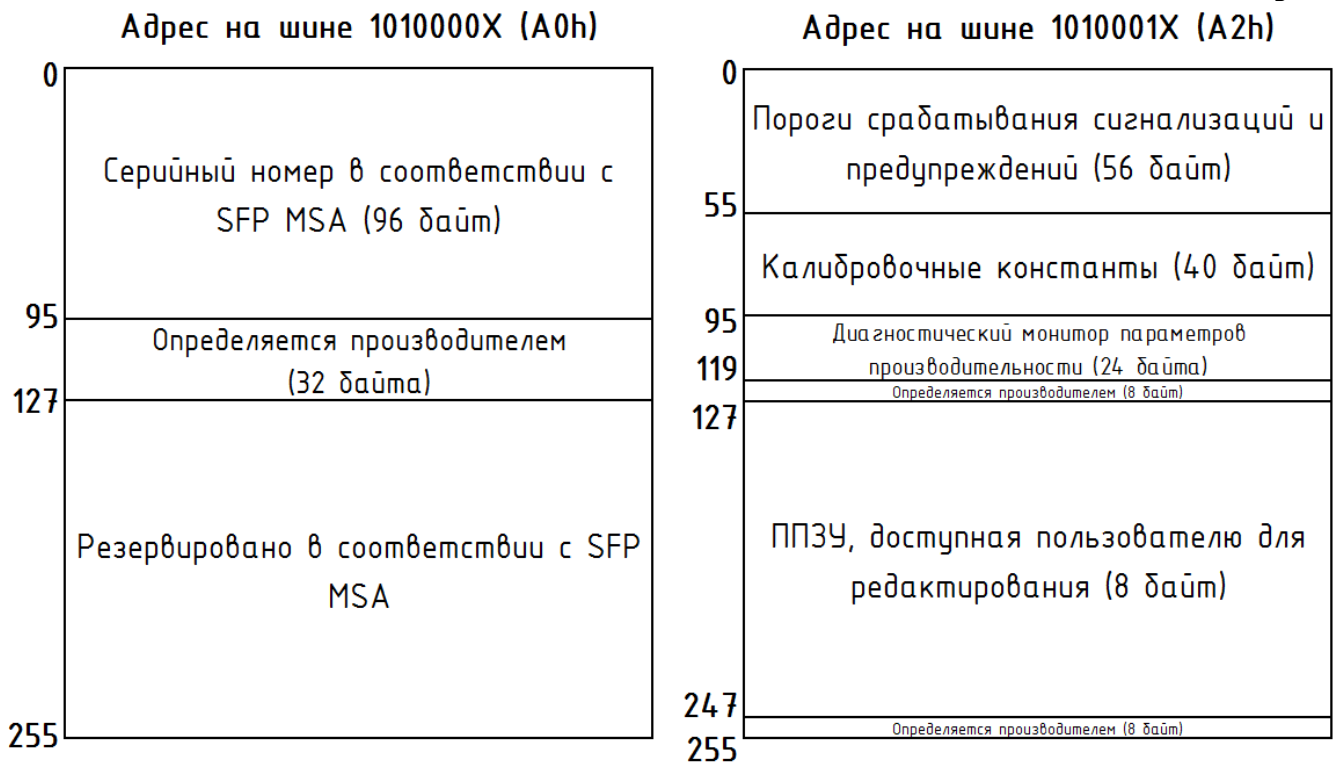 Адрес на шине 1010000X (A0h)
0
Серийный номер в соответствии с
SFP MSA (96 байт)
95
Определяется производителем
(32 байта)
127
Резервировано в соответствии с SFP
MSA
255
Адрес на шине 1010001X (A2h)
0
Пороги срабатывания сигнализаций и
предупреждений (56 байт)
55
Калибровочные константы (40 байт)
95
Диагностический монитор параметров
119
производительности (24 байта)
Определяется производителем (8 байт)
127
ППЗУ, доступная пользователю для
редактирования (8 байт)
247
Определяется производителем (8 байт)
255